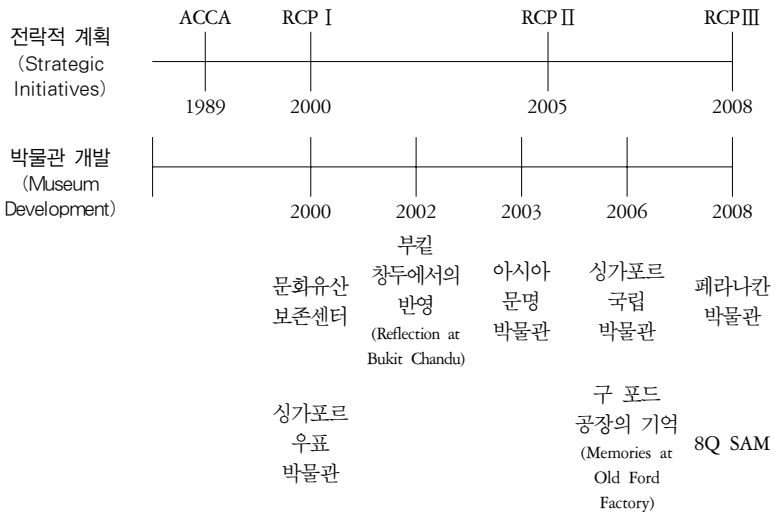 ACCA RCP Ⅰ RCP Ⅱ RCP Ⅲ
전락적 계획
(Strategic
Initiatives)
1989 2000 2005 2008
박물관 개발
(Museum
Development)
2000 2002 2003 2006 2008
문화유산
보존센터
부킽
창두에서의
반영
(Reflection at
Bukit Chandu)
아시아
문명
박물관
싱가포르
국립
박물관
페라나칸
박물관
싱가포르
우표
박물관
구 포드
공장의 기억
(Memories at
Old Ford
Factory)
8Q SAM